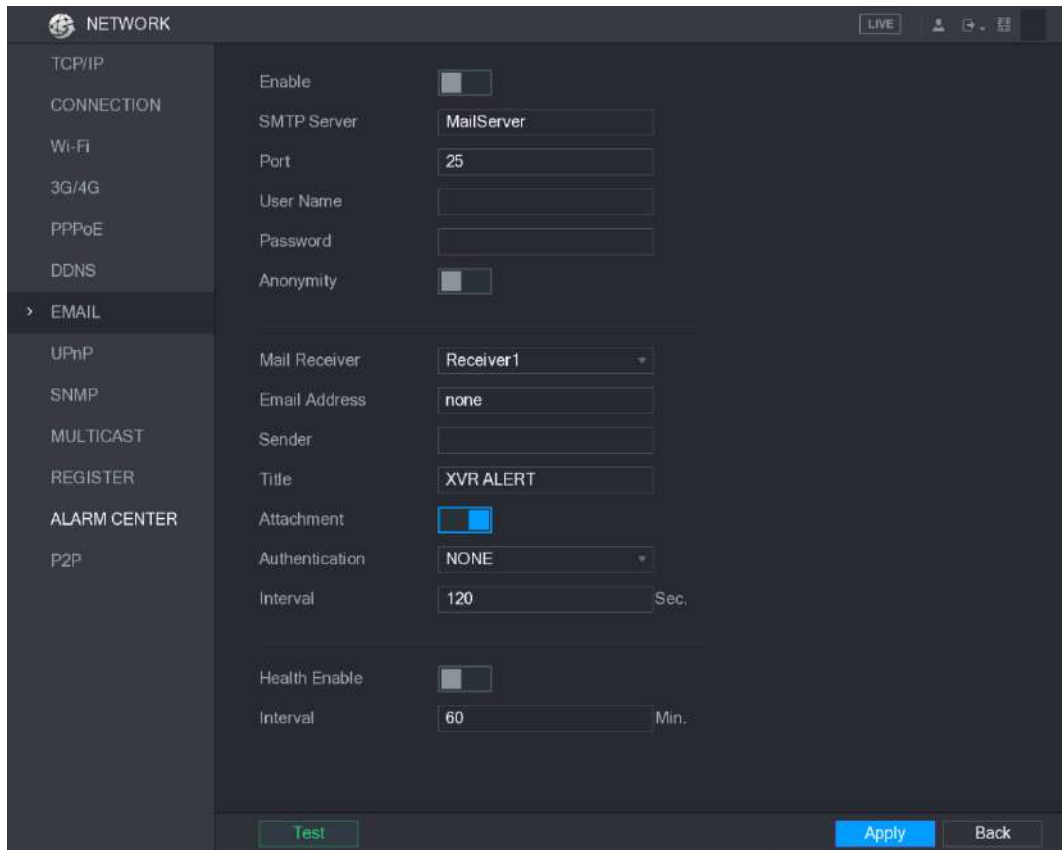 NETWORK
LIVE
TCP/IP
CONNECTION
Wi-Fi
3G/4G
PPPoE
DDNS
EMAIL
UPnP
SNMP
MULTICAST
REGISTER
ALARM CENTER
P2P
Enable
SMTP Server MailServer
Port 25
User Name
Password
Anonymity
Mail Receiver Receiver1
Email Address none
Sender
Title XVR ALERT
Attachment
Authentication NONE
Interval 120 Sec.
Health Enable
Interval 60 Min.
Test Apply Back